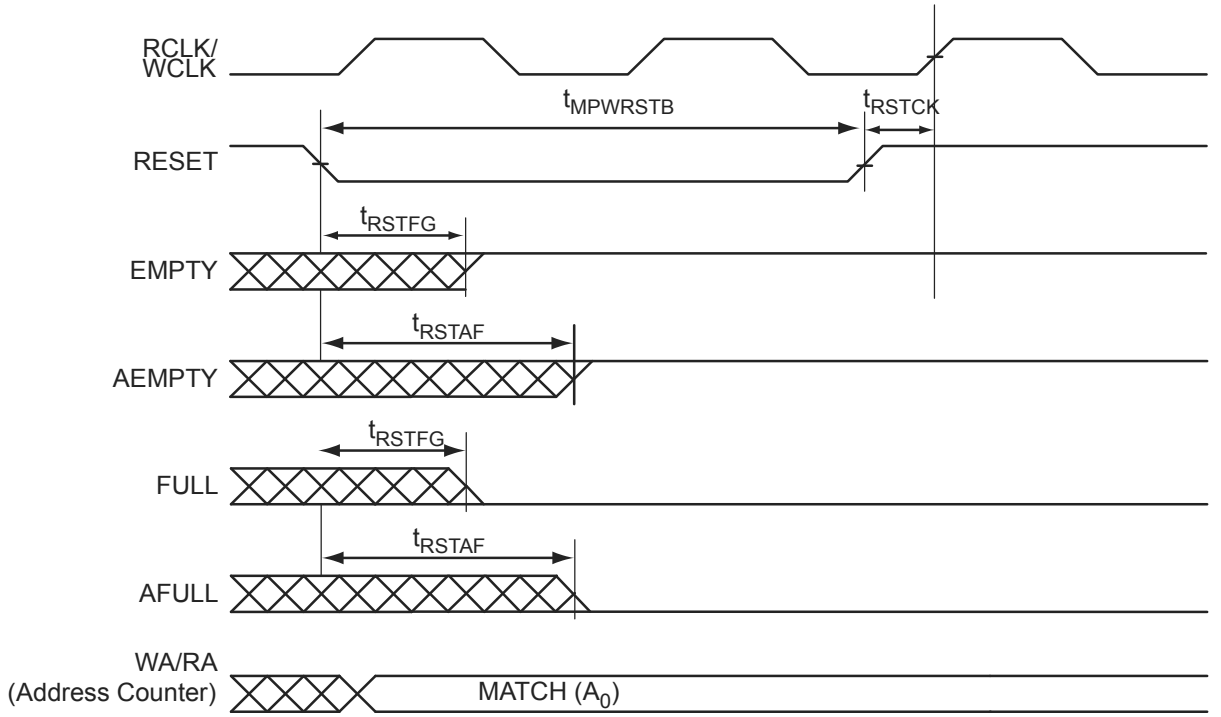 RCLK/
WCLK
tMPWRSTB
tRSTCK
RESET
tRSTFG
EMPTY
tRSTAF
AEMPTY
tRSTFG
FULL
tRSTAF
AFULL
WA/RA
(Address Counter)
MATCH (A0)